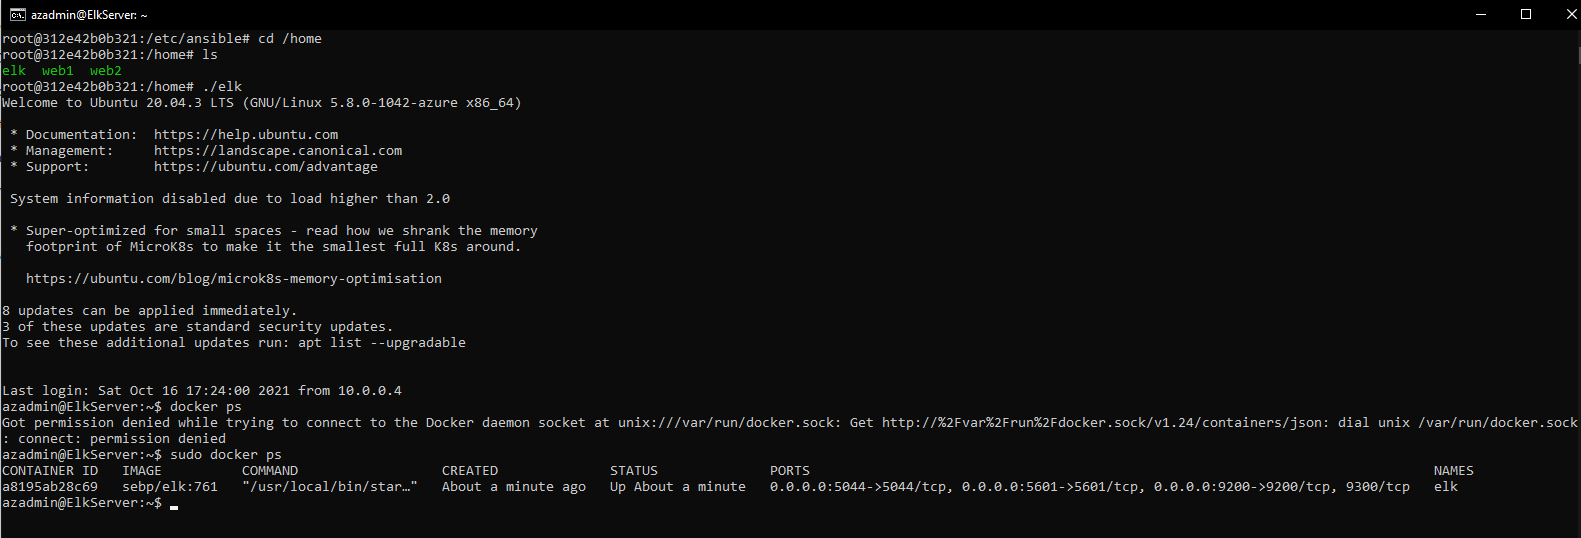 azadmin@ElkServer: ~
root@312e42b0b321:/etc/ansible# cd /home
root@312e42b0b321:/home# ls
elk  web1  web2
root@312e42b0b321:/home# ./elk
Welcome to Ubuntu 20.04.3 LTS (GNU/Linux 5.8.0-1042-azure x86_64)
* Documentation:  https://help.ubuntu.com
* Management:     https://landscape.canonical.com
* Support:        https://ubuntu.com/advantage
System information disabled due to load higher than 2.0
* Super-optimized for small spaces - read how we shrank the memory
footprint of MicroK8s to make it the smallest full K8s around.
https://ubuntu.com/blog/microk8s-memory-optimisation
8 updates can be applied immediately.
3 of these updates are standard security updates.
To see these additional updates run: apt list --upgradable
Last login: Sat Oct 16 17:24:00 2021 from 10.0.0.4
azadmin@ElkServer:~$ docker ps
Got permission denied while trying to connect to the Docker daemon socket at unix:///var/run/docker.sock: Get http://%2Fvar%2Frun%2Fdocker.sock/v1.24/containers/json: dial unix /var/run/docker.sock
: connect: permission denied
azadmin@ElkServer:~$ sudo docker ps
CONTAINER ID   IMAGE          COMMAND                  CREATED              STATUS              PORTS                                                                              NAMES
a8195ab28c69   sebp/elk:761   "/usr/local/bin/star…"   About a minute ago   Up About a minute   0.0.0.0:5044->5044/tcp, 0.0.0.0:5601->5601/tcp, 0.0.0.0:9200->9200/tcp, 9300/tcp   elk
azadmin@ElkServer:~$